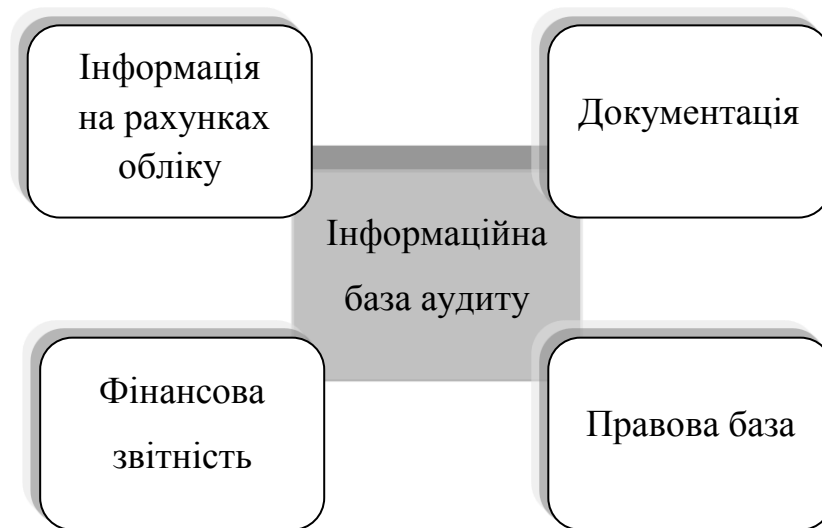 Інформація
на рахунках
обліку
Документація
Інформаційна
база аудиту
Фінансова
звітність
Правова база